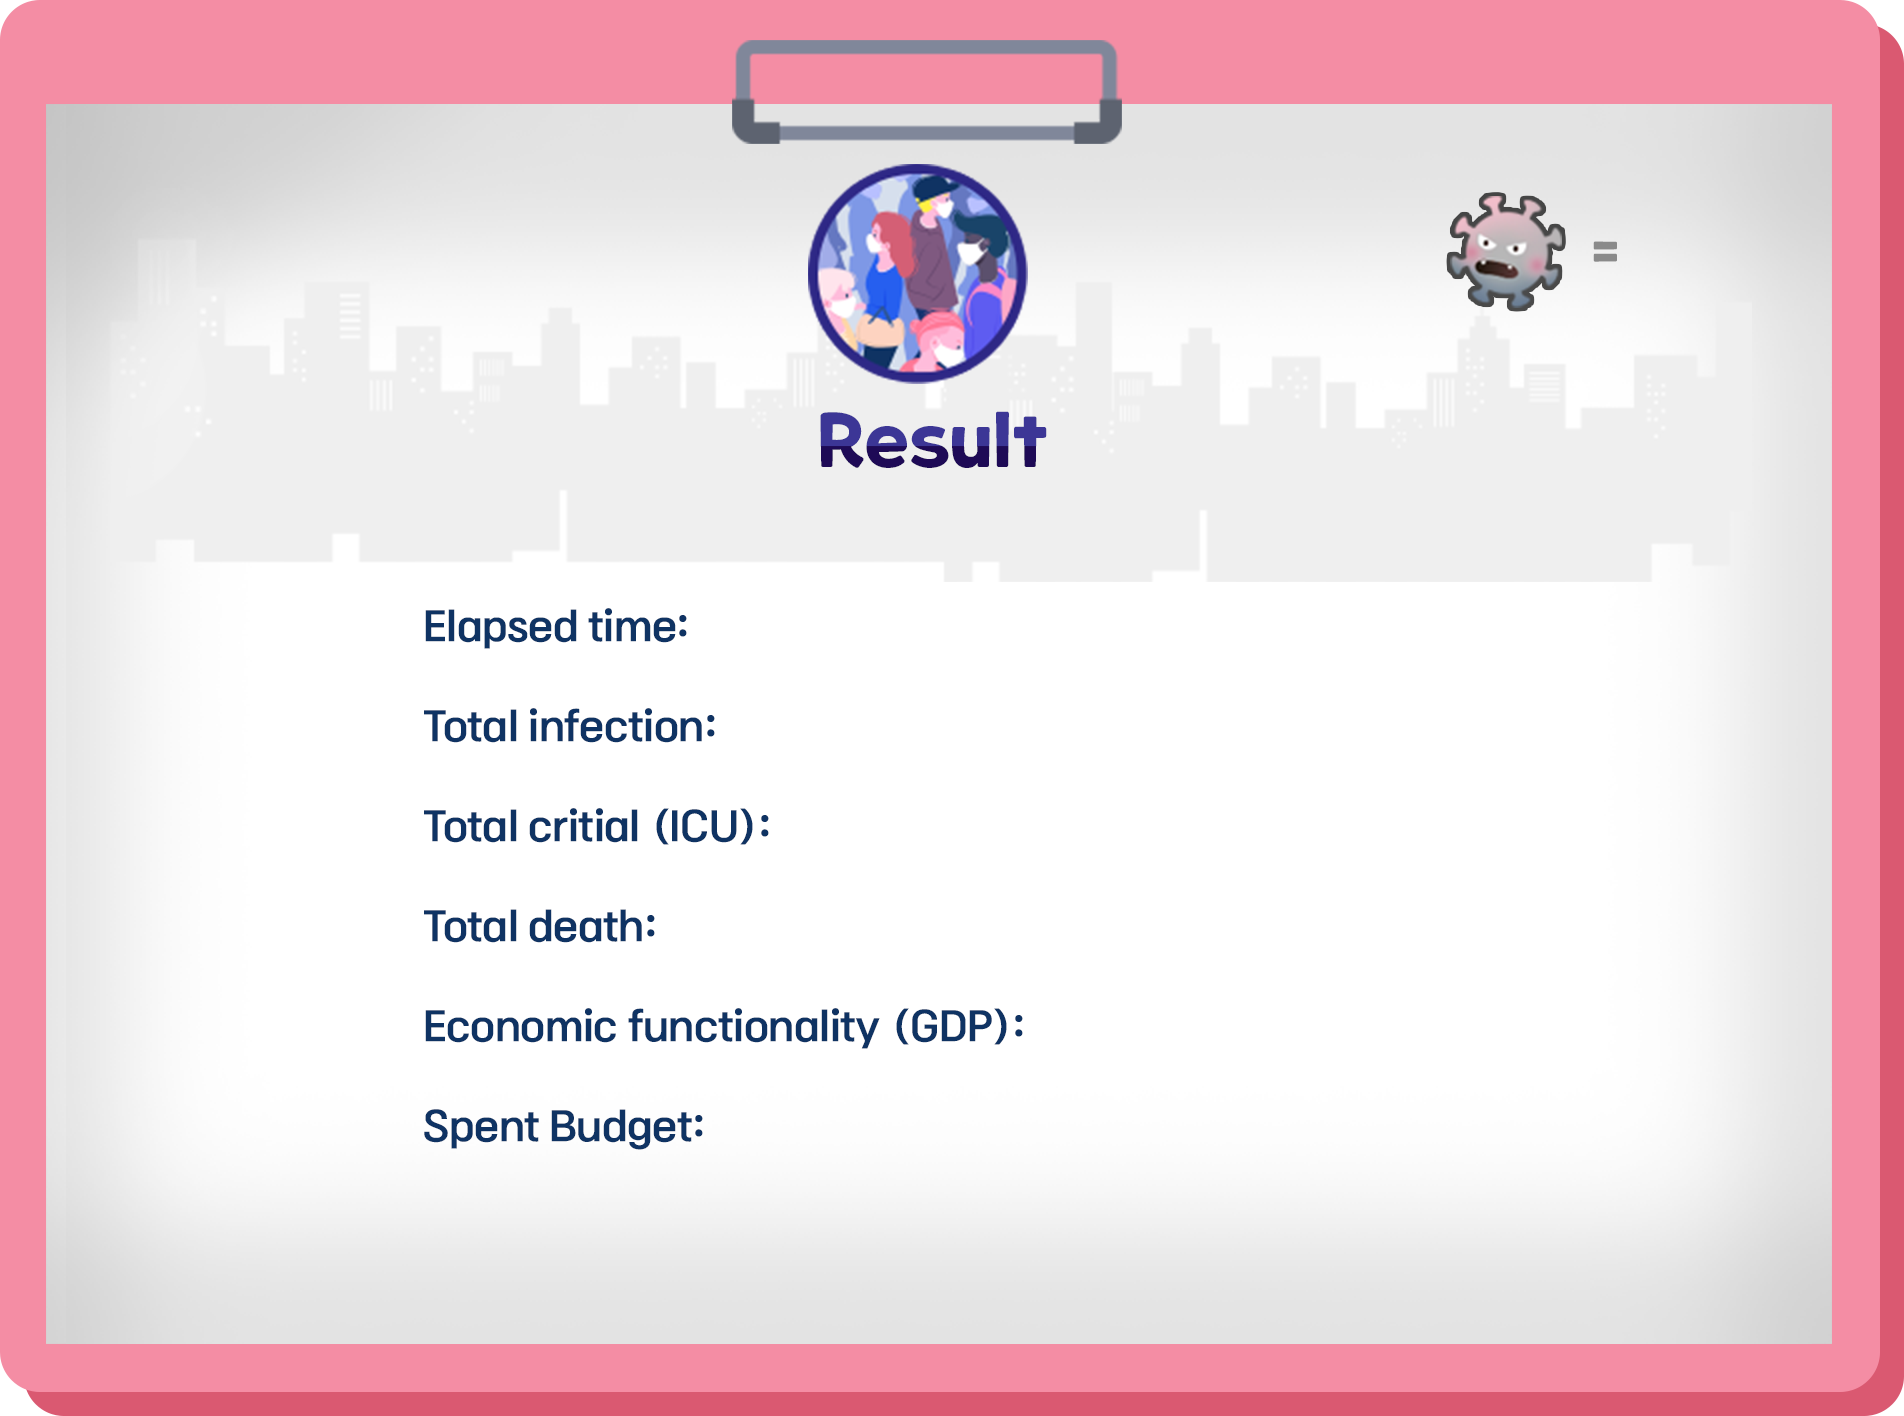 =
Result
Elapsed time:
Total infection:
Total critial (ICU):
Total death:
Economic functionality (GDP):
Spent Budget: